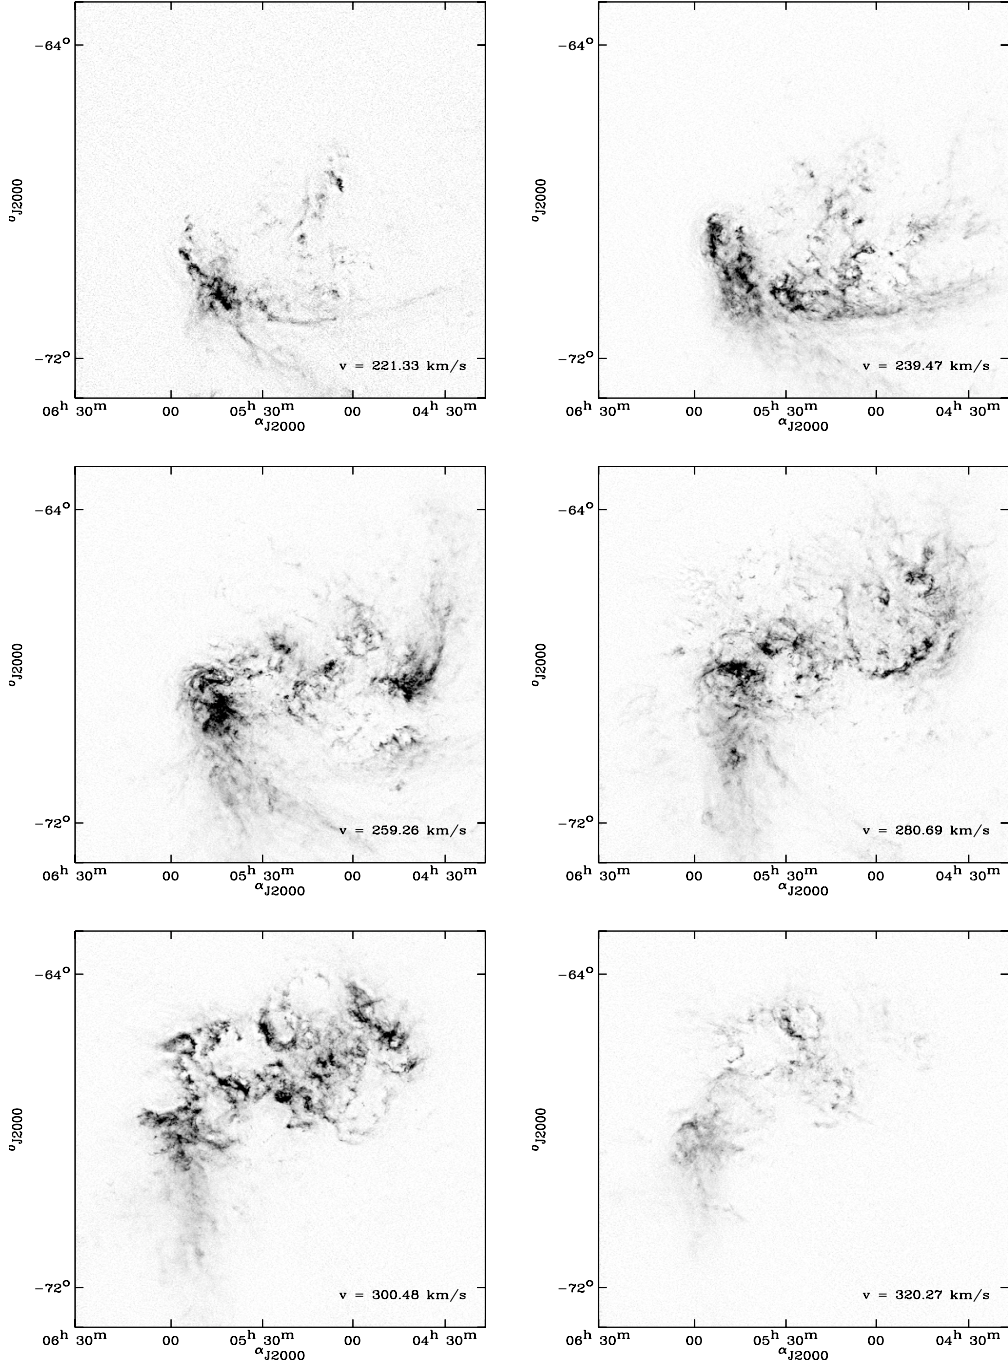 −64°
δJ2000
−72°
v = 221.33 km/s
06h 30m 00 05h 30m 00 04h 30m
αJ2000
−64°
δJ2000
−72°
v = 239.47 km/s
06h 30m 00 05h 30m 00 04h 30m
αJ2000
−64°
δJ2000
−72°
v = 259.26 km/s
06h 30m 00 05h 30m 00 04h 30m
αJ2000
−64°
δJ2000
−72°
v = 280.69 km/s
06h 30m 00 05h 30m 00 04h 30m
αJ2000
−64°
δJ2000
−72°
v = 300.48 km/s
06h 30m 00 05h 30m 00 04h 30m
αJ2000
−64°
δJ2000
−72°
v = 320.27 km/s
06h 30m 00 05h 30m 00 04h 30m
αJ2000